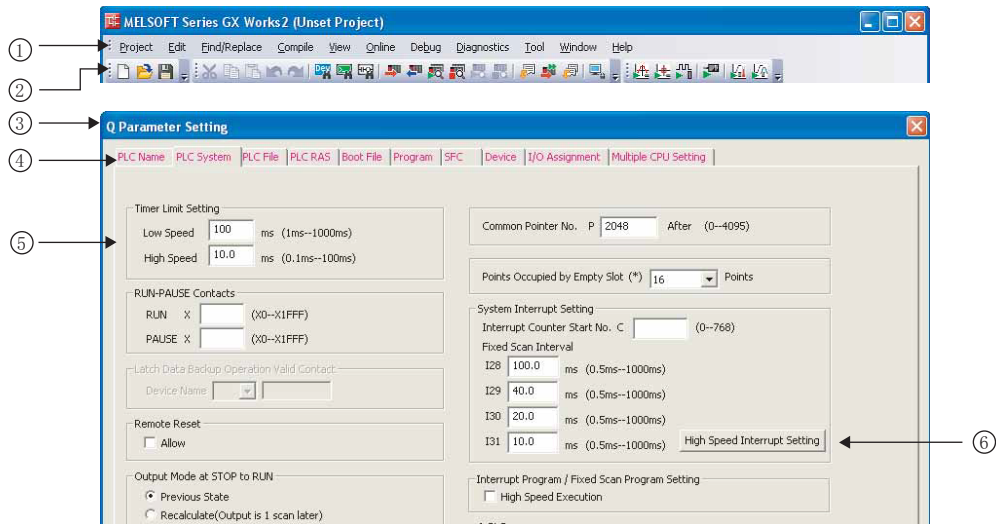 MELSOFT Series GX Works2 (Unset Project)
① Project Edit Find/Replace Compile View Online Debug Diagnostics Tool Window Help
②
③ Q Parameter Setting
④ PLC Name PLC System PLC File PLC RAS Boot File Program SFC Device I/O Assignment Multiple CPU Setting
Timer Limit Setting
⑤
Low Speed 100 ms (1ms--1000ms)
High Speed 10.0 ms (0.1ms--100ms)
RUN-PAUSE Contacts
RUN X (X0--X1FFF)
PAUSE X (X0--X1FFF)
Latch Data Backup Operation Valid Contact
Device Name
Remote Reset
Allow
Output Mode at STOP to RUN
Previous State
Recalculate(Output is 1 scan later)
Common Pointer No. P 2048 After (0--4095)
Points Occupied by Empty Slot (*) 16 Points
System Interrupt Setting
Interrupt Counter Start No. C (0--768)
Fixed Scan Interval
I28 100.0 ms (0.5ms--1000ms)
I29 40.0 ms (0.5ms--1000ms)
I30 20.0 ms (0.5ms--1000ms)
I31 10.0 ms (0.5ms--1000ms) High Speed Interrupt Setting ⑥
Interrupt Program / Fixed Scan Program Setting
High Speed Execution